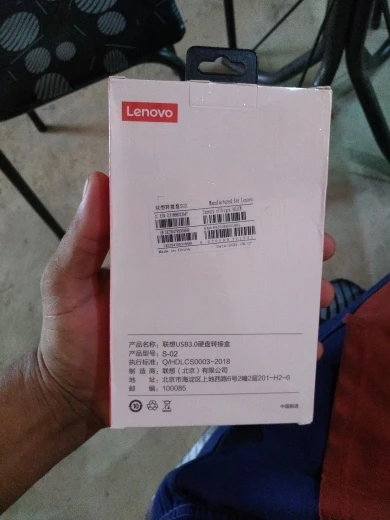 Lenovo
Manufactured for Lenovo
Made in China
产品名称：联想USB3.0硬盘转接盒
产品型号：S-02
执行标准：Q/HDLCS0003-2018
制 造 商：联想（北京）有限公司
地 址：北京市海淀区上地西路6号2幢2层201-H2-6
邮 编：100085
10
中国制造